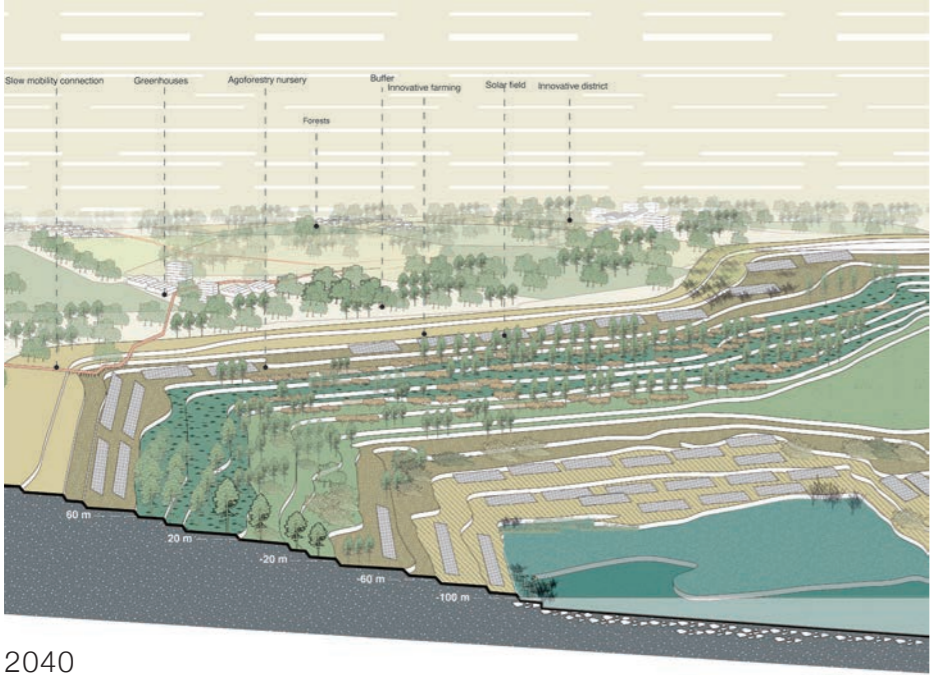 Slow mobility connection
Greenhouses
Agoforestry nursery
Buffer
Innovative farming
Solar field
Innovative district
Forests
60 m
20 m
-20 m
-60 m
-100 m
2040